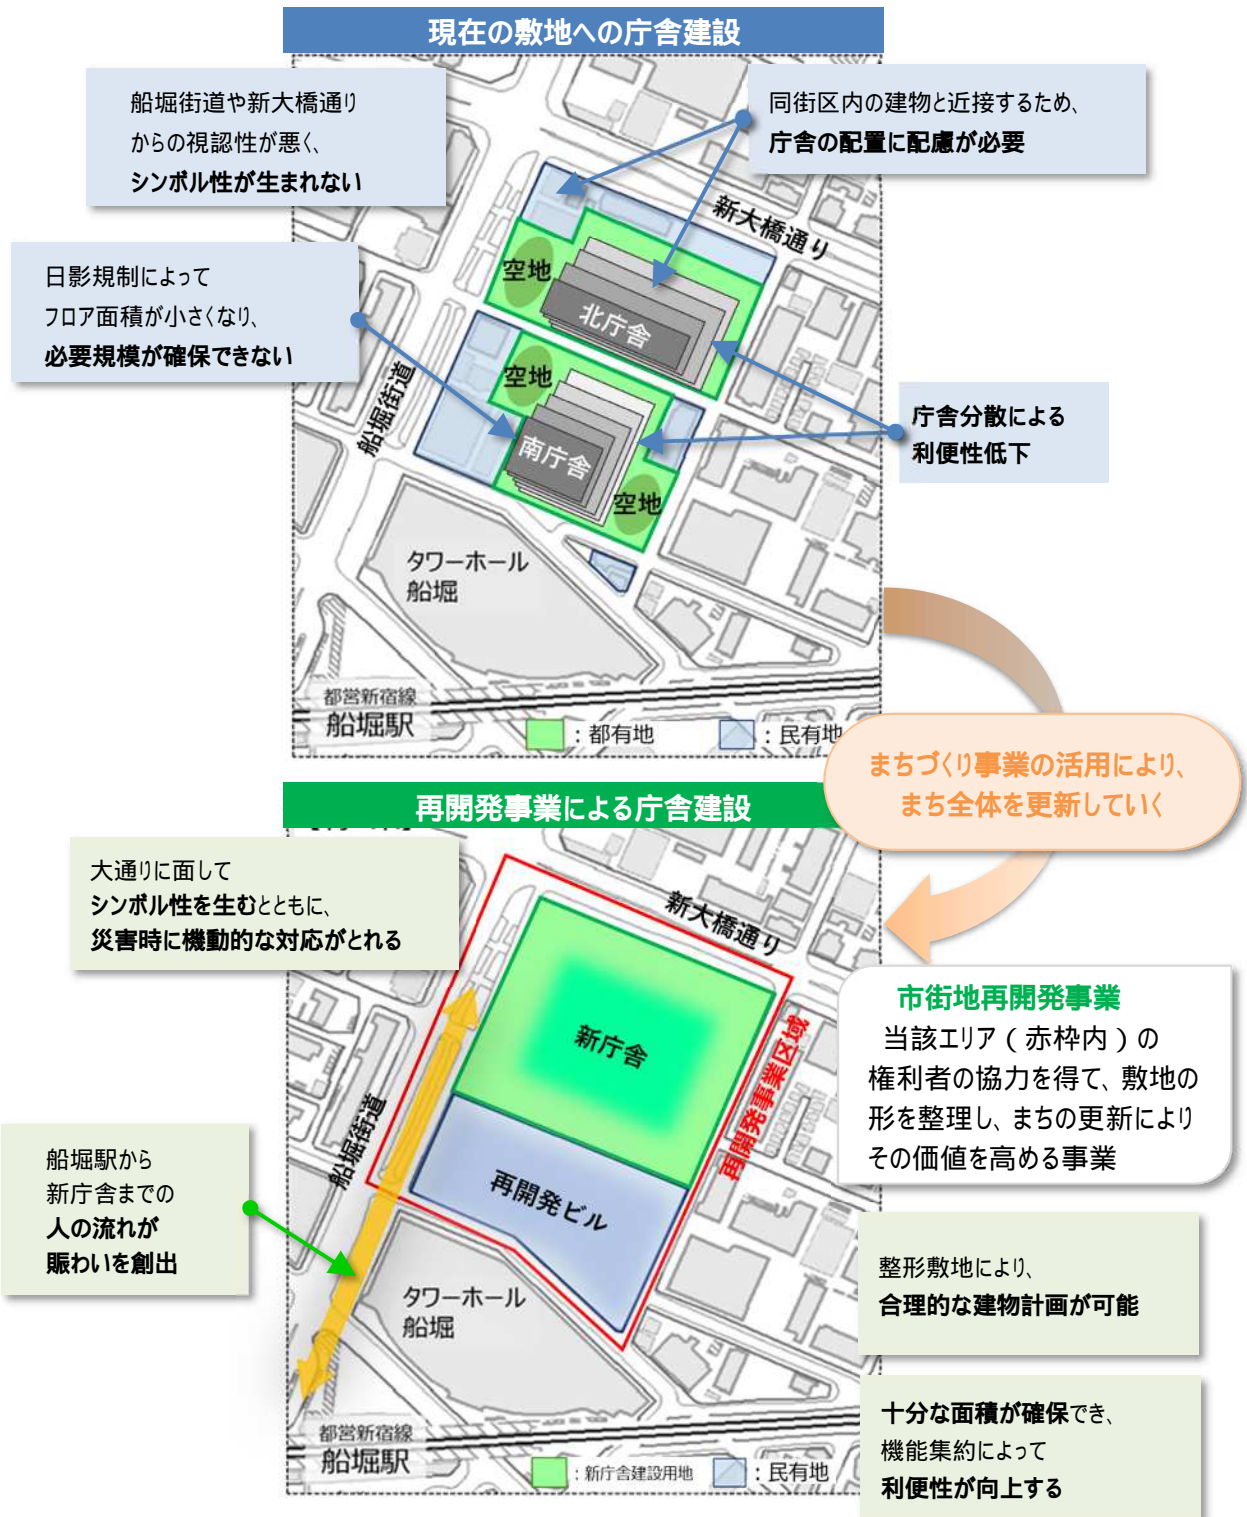 現在の敷地への庁舎建設
船堀街道や新大橋通り
からの視認性が悪く、
シンボル性が生まれない
同街区内の建物と近接するため、
庁舎の配置に配慮が必要
新大橋通り
日影規制によって
フロア面積が小さくなり、
必要規模が確保できない
空地
北庁舎
空地
船堀街道
南庁舎
空地
庁舎分散による
利便性低下
タワーホール
船堀
都営新宿線
船堀駅
：都有地
：民有地
まちづくり事業の活用により、
まち全体を更新していく
再開発事業による庁舎建設
大通りに面して
シンボル性を生むとともに、
災害時に機動的な対応がとれる
新大橋通り
新庁舎
再開発事業区域
市街地再開発事業
当該エリア（赤枠内）の
権利者の協力を得て、敷地の
形を整理し、まちの更新により
その価値を高める事業
船堀街道
船堀駅から
新庁舎までの
人の流れが
賑わいを創出
再開発ビル
整形敷地により、
合理的な建物計画が可能
タワーホール
船堀
十分な面積が確保でき、
機能集約によって
利便性が向上する
都営新宿線
船堀駅
：新庁舎建設用地
：民有地